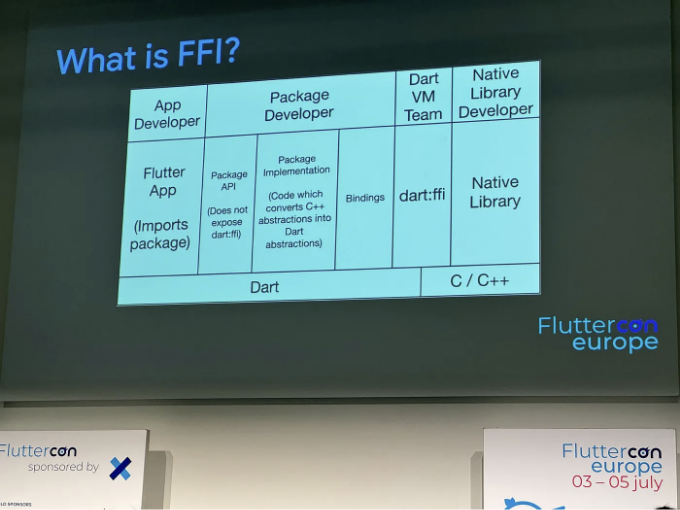 What is FFI?
App
Developer
Package
Developer
Dart
VM
Team
Native
Library
Developer
Flutter
App
(Imports
package)
Package
API
(Does not
expose
dart:ffi)
Package
Implementation
(Code which
converts C++
abstractions into
Dart
abstractions)
Bindings
dart:ffi
Native
Library
Dart
C / C++
Fluttercon
europe
Fluttercon
sponsored by
SPONSORS
Fluttercon
europe
03 – 05 july